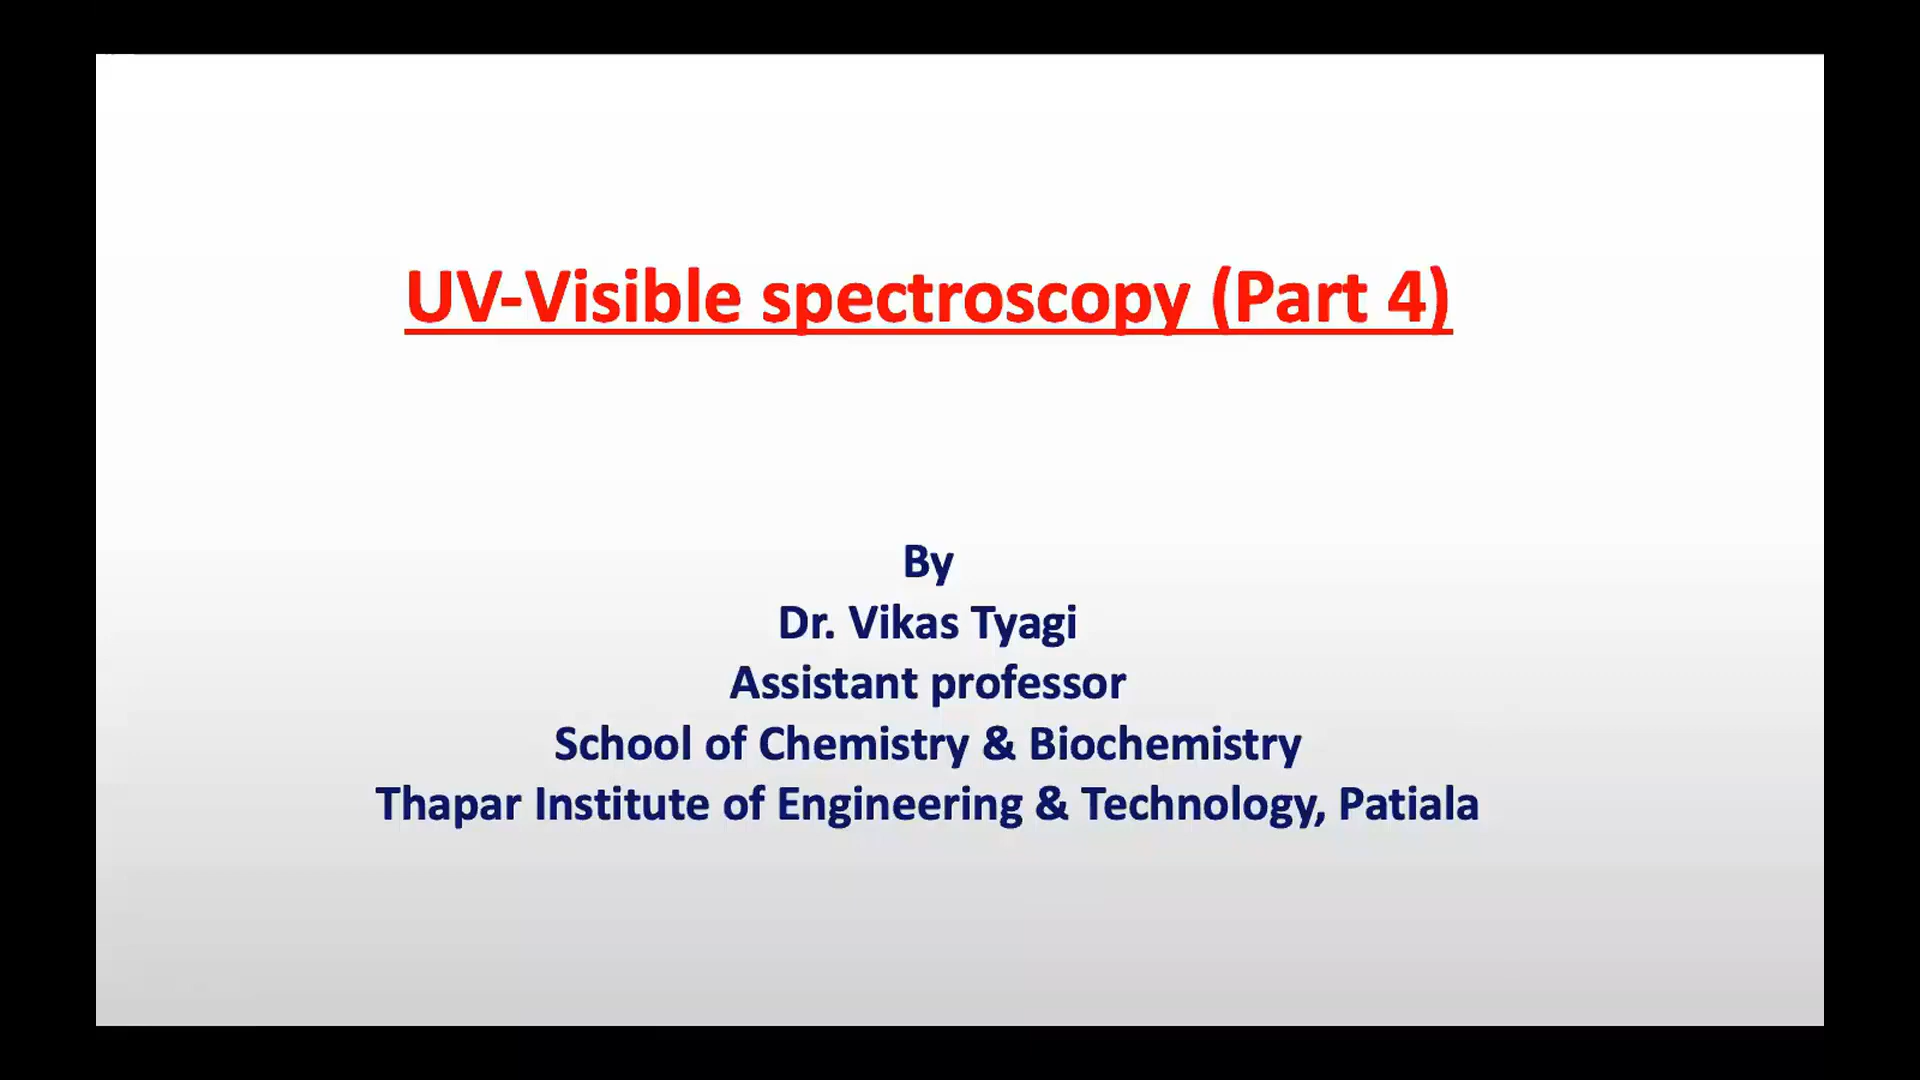 UV-Visible spectroscopy (Part 4)
By
Dr. Vikas Tyagi
Assistant professor
School of Chemistry & Biochemistry
Thapar Institute of Engineering & Technology, Patiala